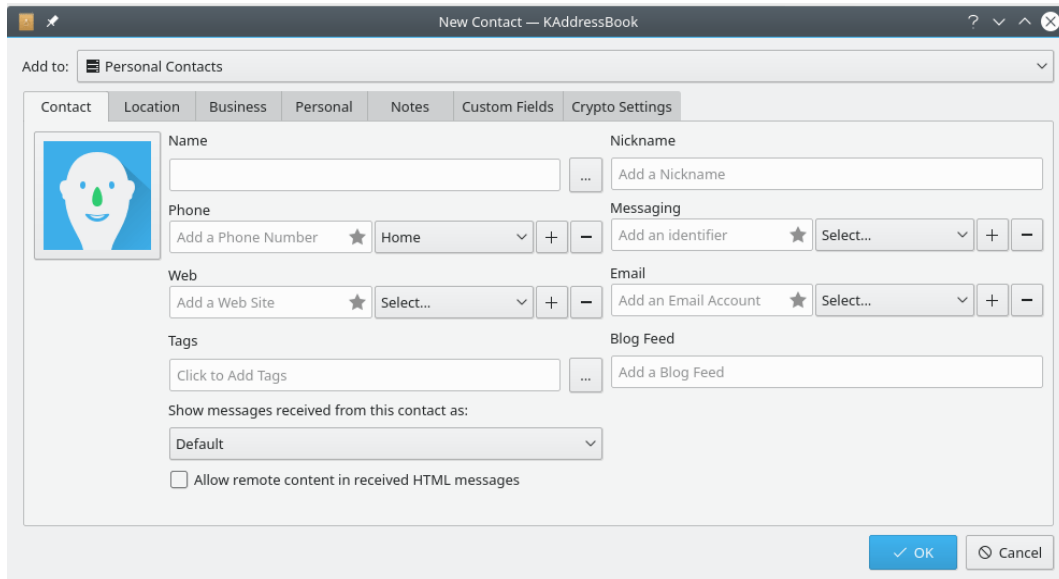 New Contact — KAddressBook
Add to: Personal Contacts
Contact Location Business Personal Notes Custom Fields Crypto Settings
Name Nickname
... Add a Nickname
Phone Messaging
Add a Phone Number Home + − Add an identifier Select... + −
Web Email
Add a Web Site Select... + − Add an Email Account Select... + −
Tags Blog Feed
Click to Add Tags ... Add a Blog Feed
Show messages received from this contact as:
Default
Allow remote content in received HTML messages
OK Cancel